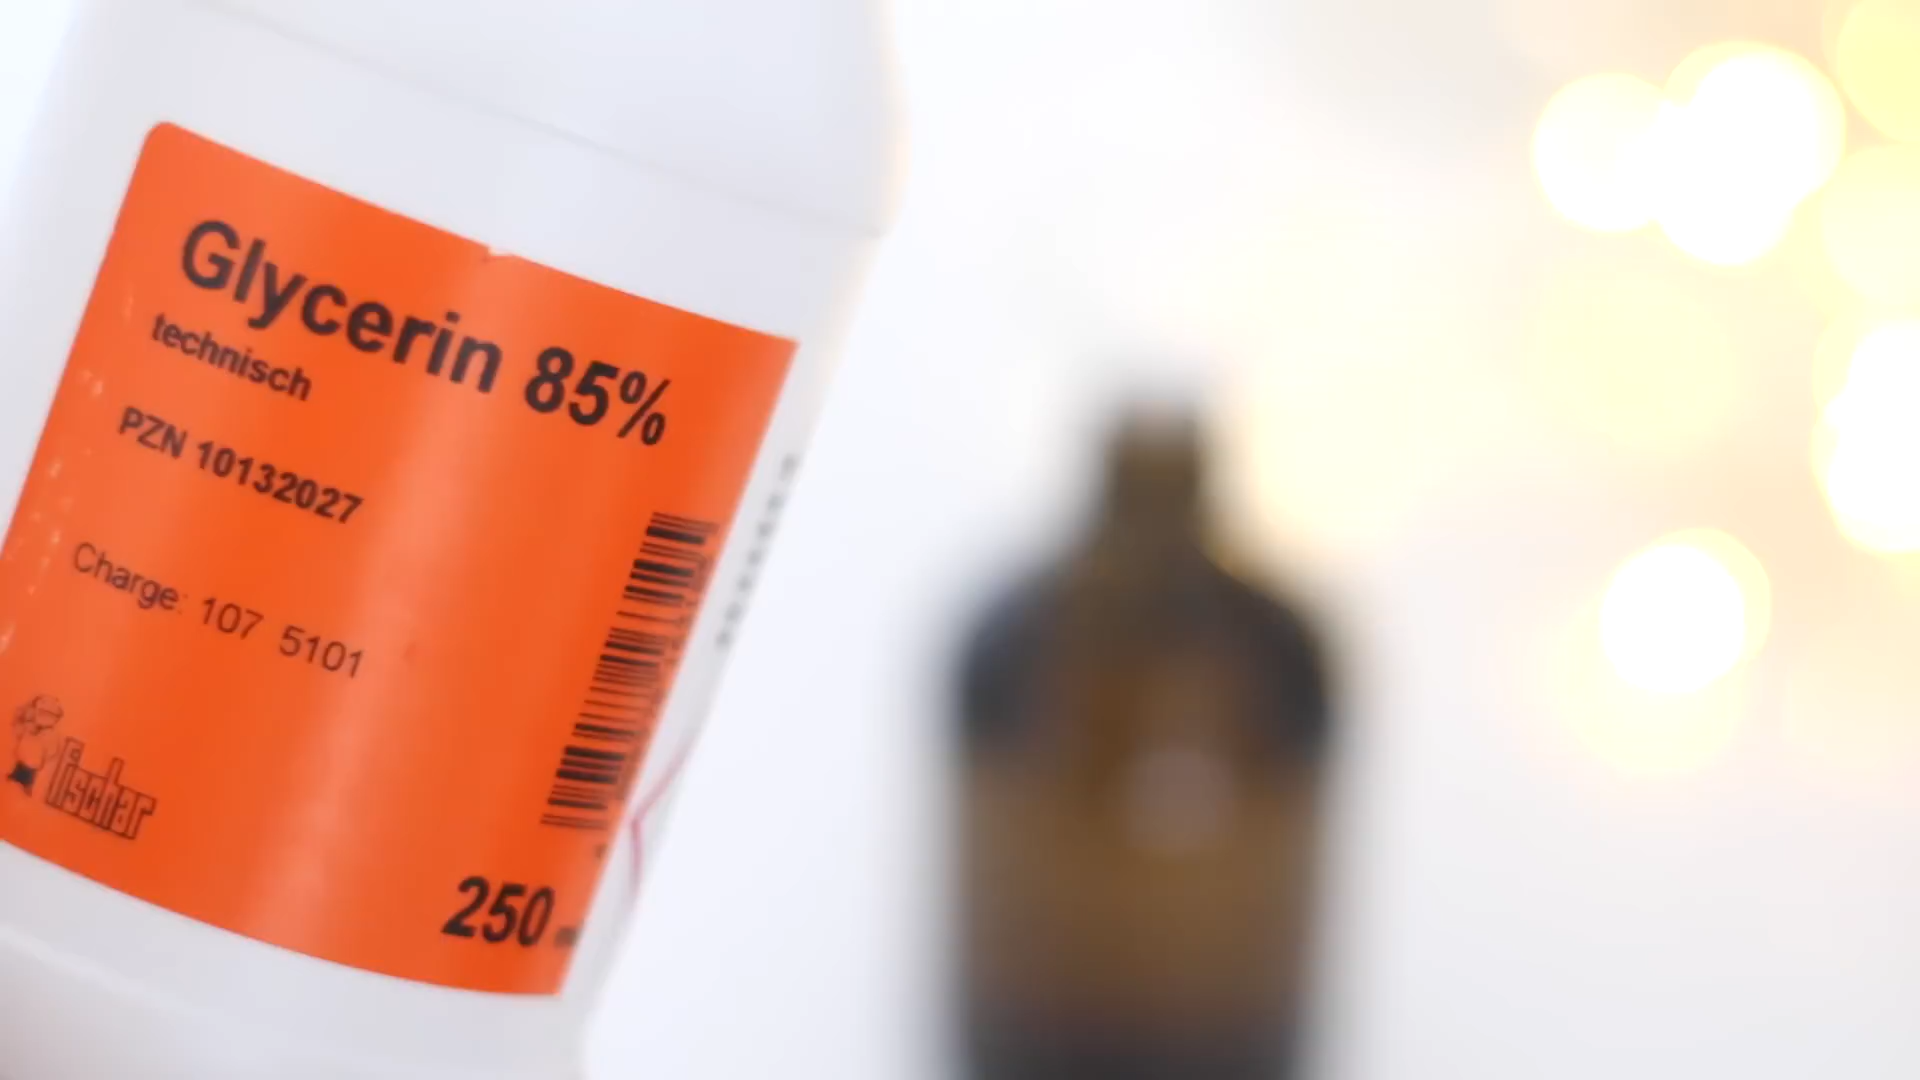 Glycerin 85%
technisch
PZN 10132027
Charge: 107 5101
fischar
250